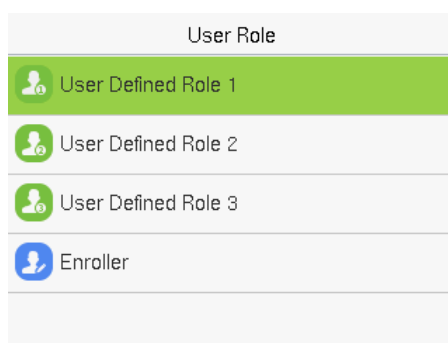 User Role
User Defined Role 1
User Defined Role 2
User Defined Role 3
Enroller